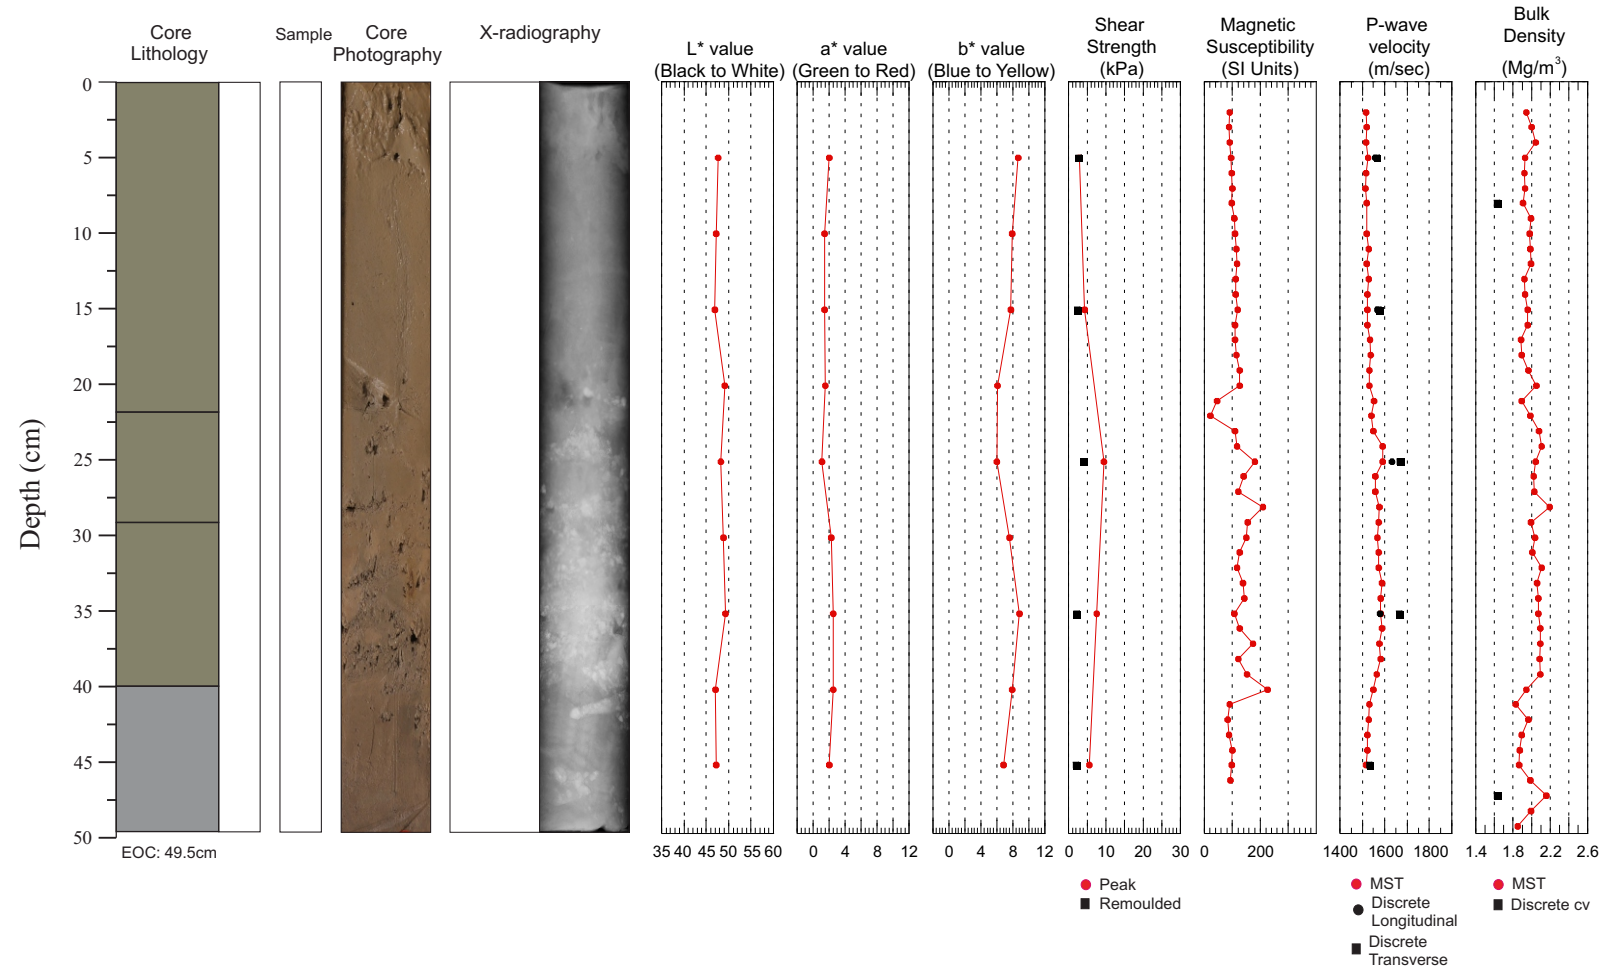 Core
Lithology
Sample
Core
Photography
X-radiography
L* value
(Black to White)
a* value
(Green to Red)
b* value
(Blue to Yellow)
Shear
Strength
(kPa)
Magnetic
Susceptibility
(SI Units)
P-wave
velocity
(m/sec)
Bulk
Density
(Mg/m³)
Depth (cm)
0
5
10
15
20
25
30
35
40
45
50
EOC: 49.5cm
35 40 45 50 55 60
0 4 8 12
0 4 8 12
0 10 20 30
0 200
1400 1600 1800
1.4 1.8 2.2 2.6
Peak
Remoulded
MST
Discrete
Longitudinal
Discrete
Transverse
MST
Discrete cv